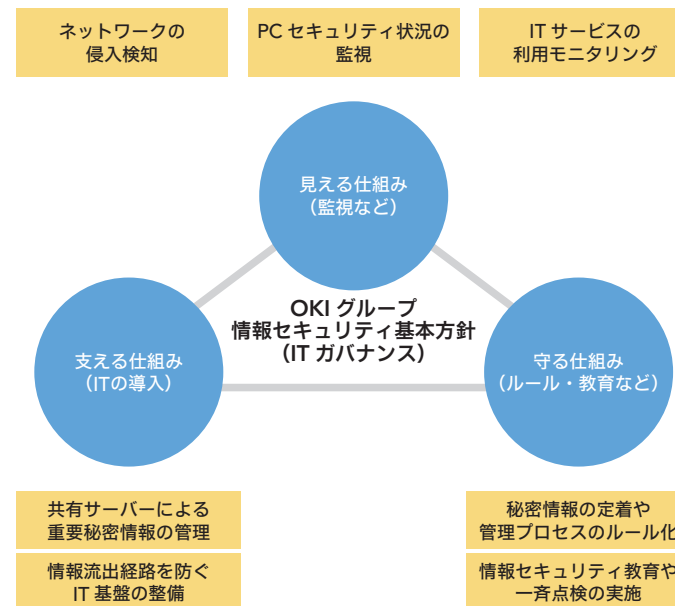 ネットワークの
侵入検知
PC セキュリティ状況の
監視
IT サービスの
利用モニタリング
見える仕組み
（監視など）
OKI グループ
情報セキュリティ基本方針
（IT ガバナンス）
支える仕組み
（ITの導入）
守る仕組み
（ルール・教育など）
共有サーバーによる
重要秘密情報の管理
情報流出経路を防ぐ
IT 基盤の整備
秘密情報の定着や
管理プロセスのルール化
情報セキュリティ教育や
一斉点検の実施